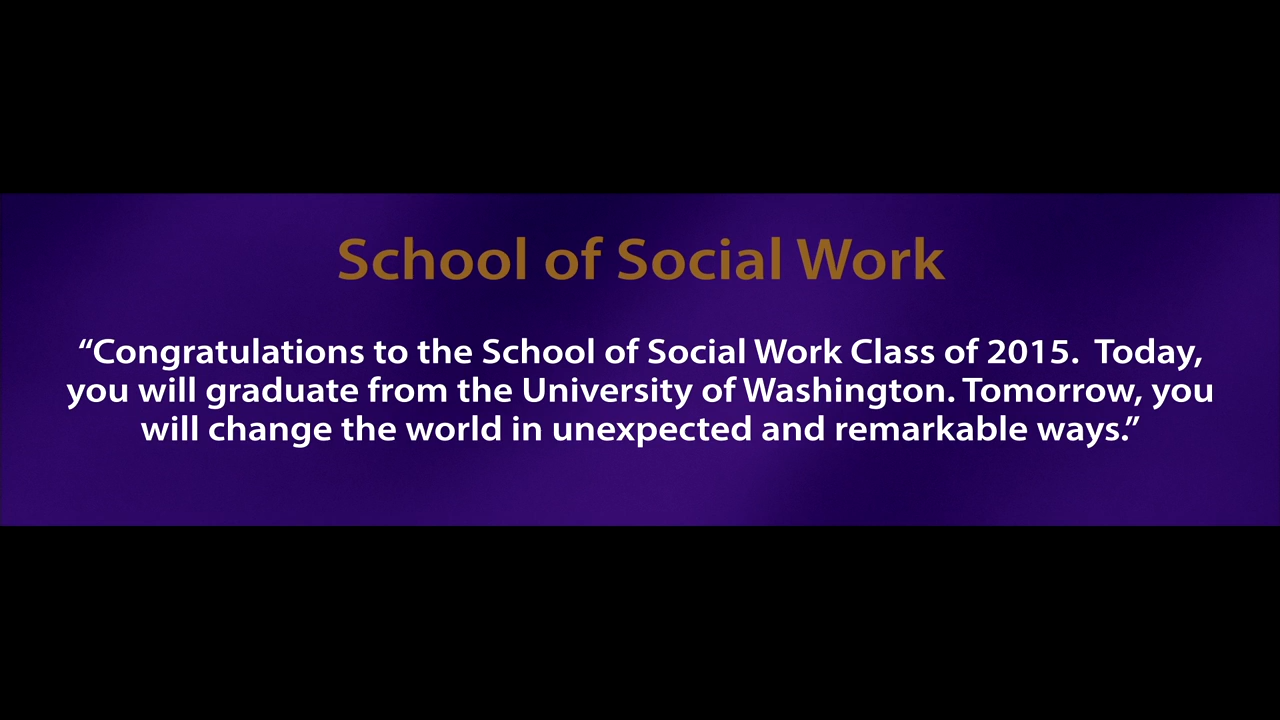 School of Social Work
“Congratulations to the School of Social Work Class of 2015.  Today,
you will graduate from the University of Washington. Tomorrow, you
will change the world in unexpected and remarkable ways.”